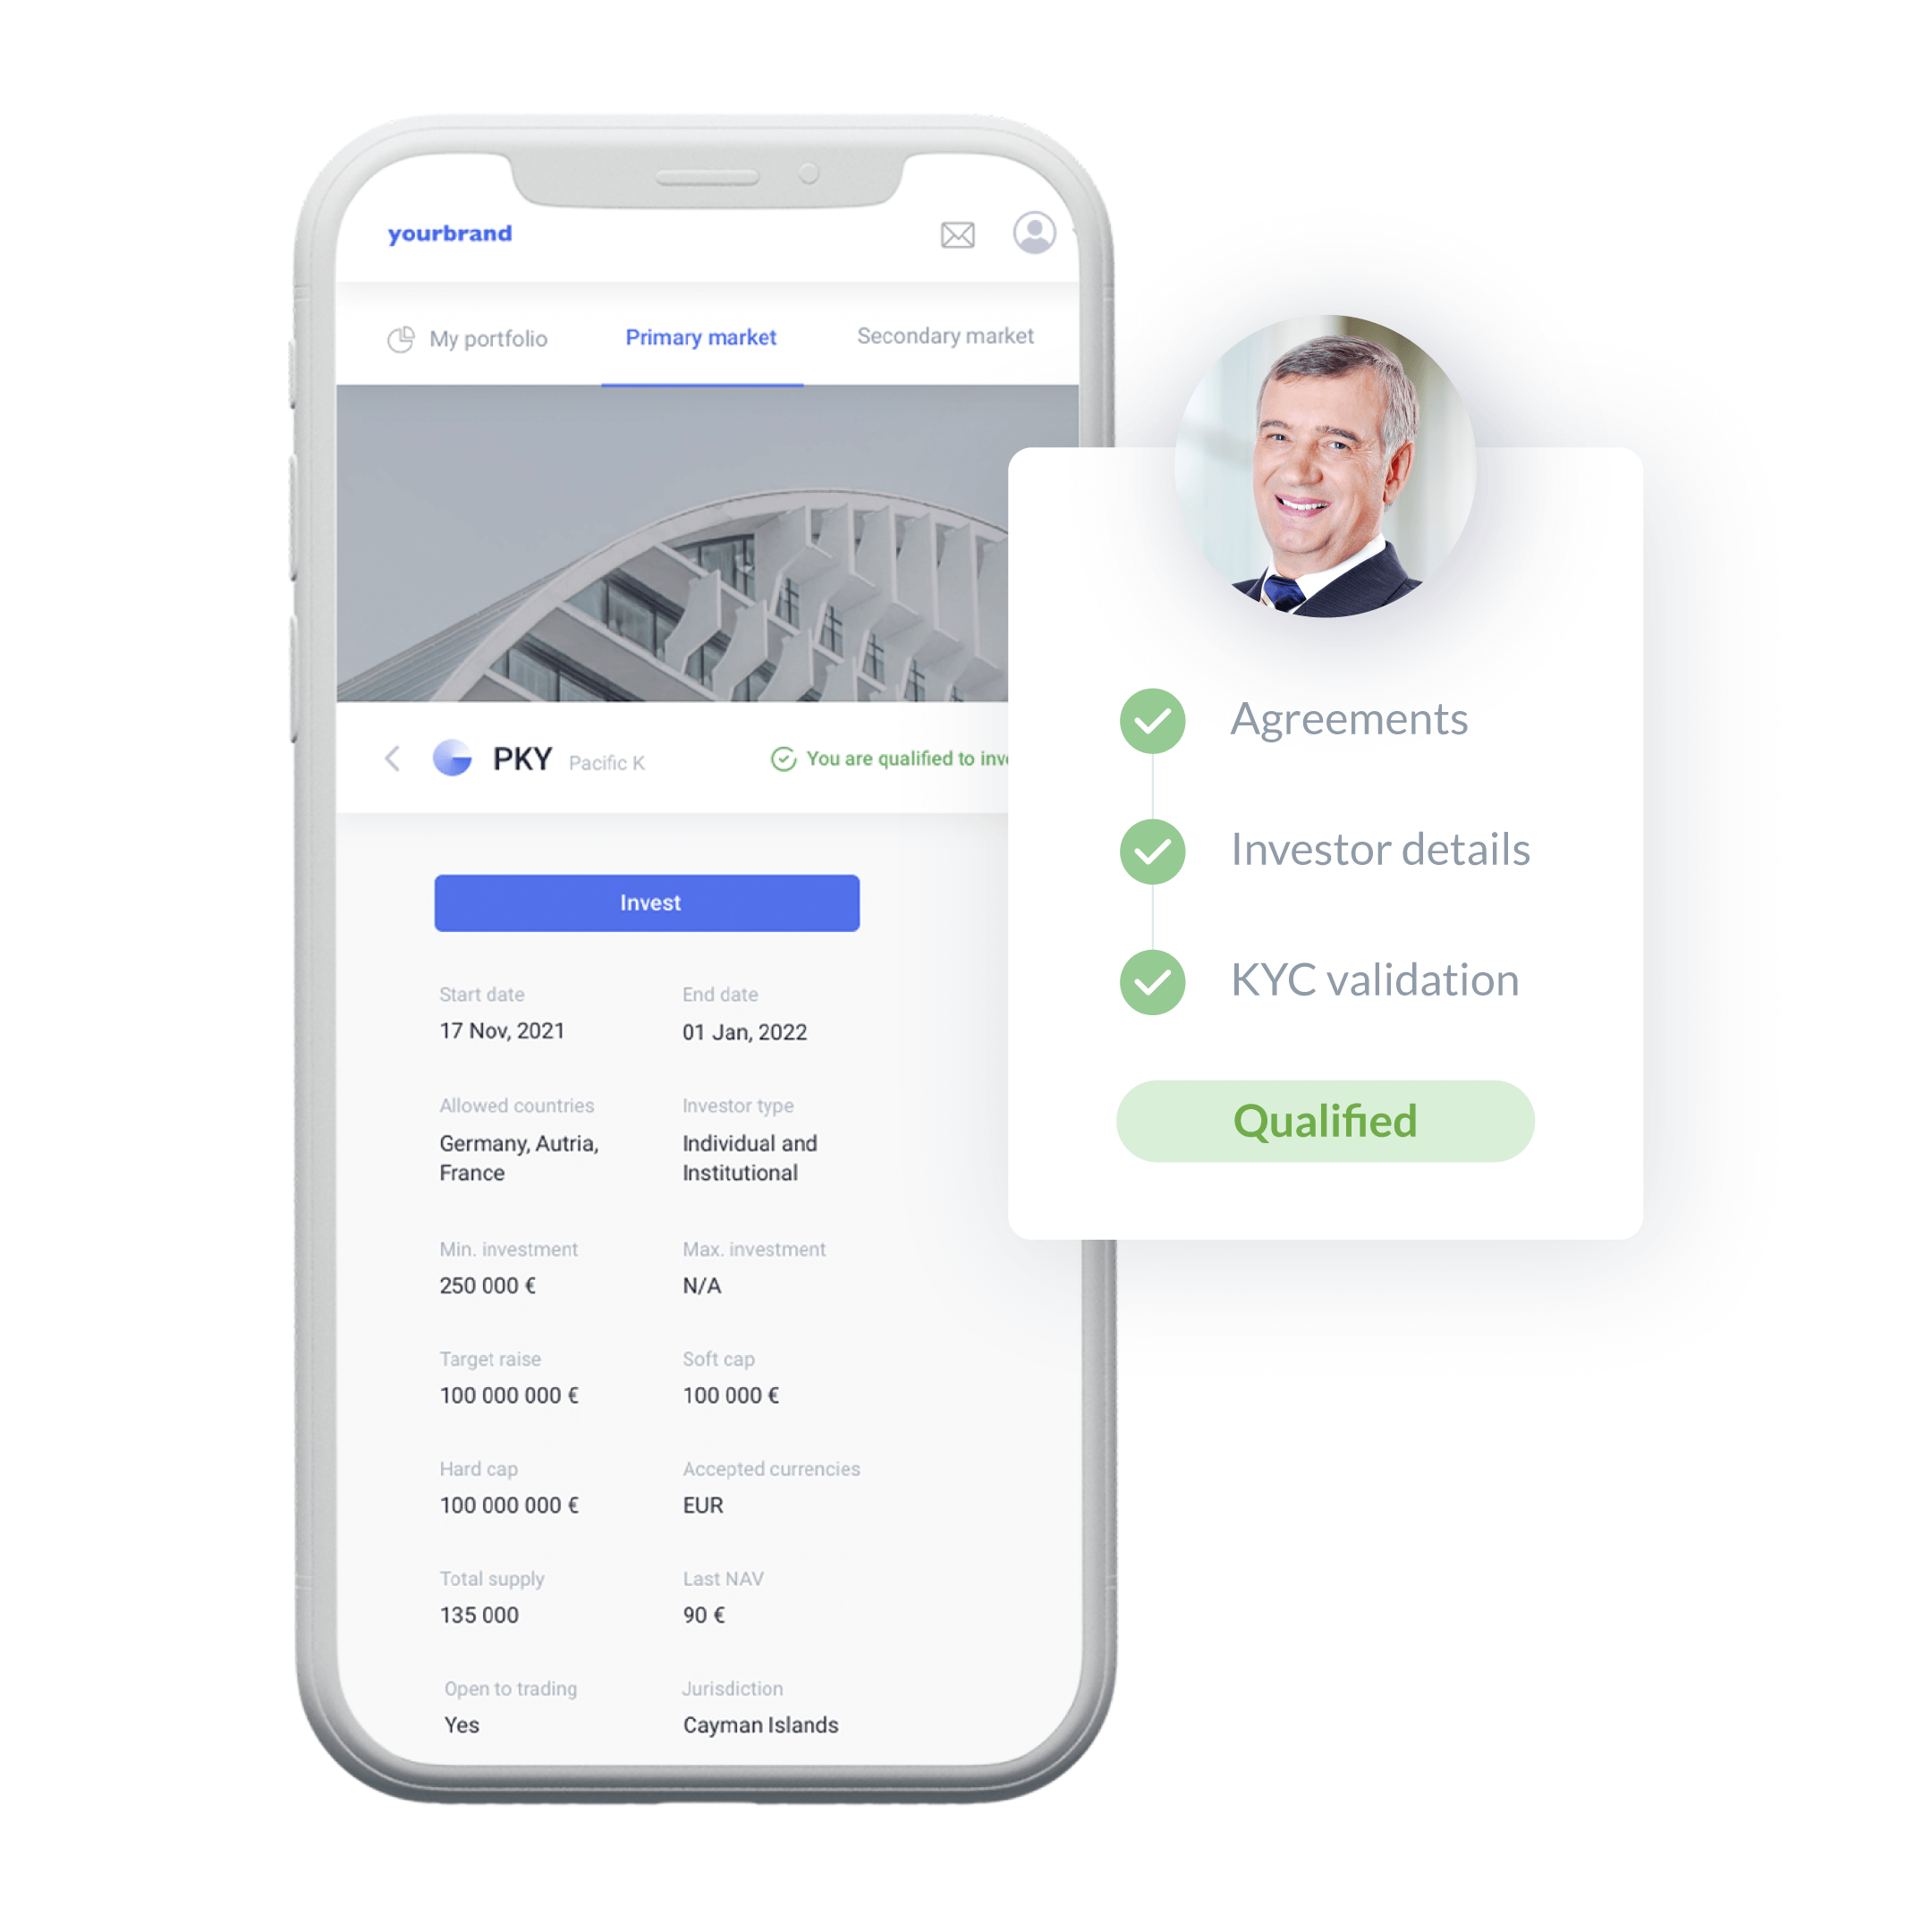 yourbrand
My portfolio
Primary market
Secondary market
PKY Pacific K
You are qualified to
Invest
Start date
17 Nov, 2021
End date
01 Jan, 2022
Allowed countries
Germany, Autria,
France
Investor type
Individual and
Institutional
Min. investment
250 000 €
Max. investment
N/A
Target raise
100 000 000 €
Soft cap
100 000 €
Hard cap
100 000 000 €
Accepted currencies
EUR
Total supply
135 000
Last NAV
90 €
Open to trading
Yes
Jurisdiction
Cayman Islands
Agreements
Investor details
KYC validation
Qualified